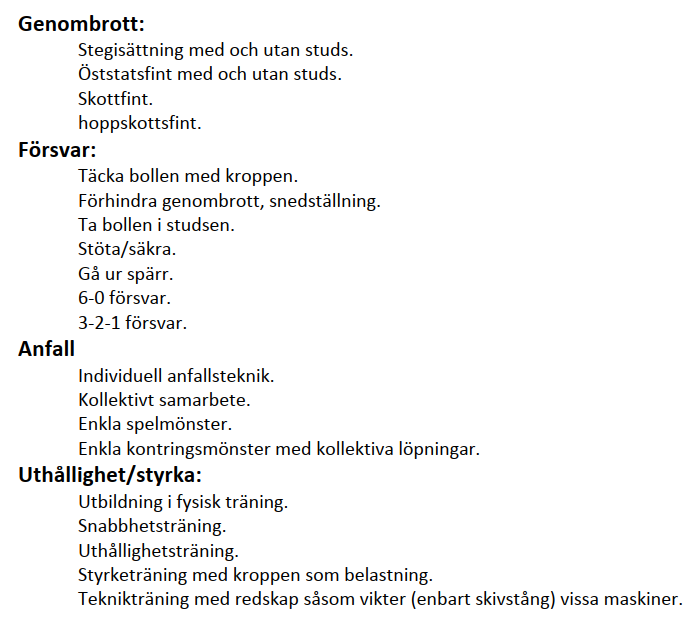 Genombrott:
Stegisättning med och utan studs.
Öststatsfint med och utan studs.
Skottfint.
hoppskottsfint.
Försvar:
Täcka bollen med kroppen.
Förhindra genombrott, snedställning.
Ta bollen i studsen.
Stöta/säkra.
Gå ur spärr.
6-0 försvar.
3-2-1 försvar.
Anfall
Individuell anfallsteknik.
Kollektivt samarbete.
Enkla spelmönster.
Enkla kontringsmönster med kollektiva löpningar.
Uthållighet/styrka:
Utbildning i fysisk träning.
Snabbhetsträning.
Uthållighetsträning.
Styrketräning med kroppen som belastning.
Teknikträning med redskap såsom vikter (enbart skivstång) vissa maskiner.